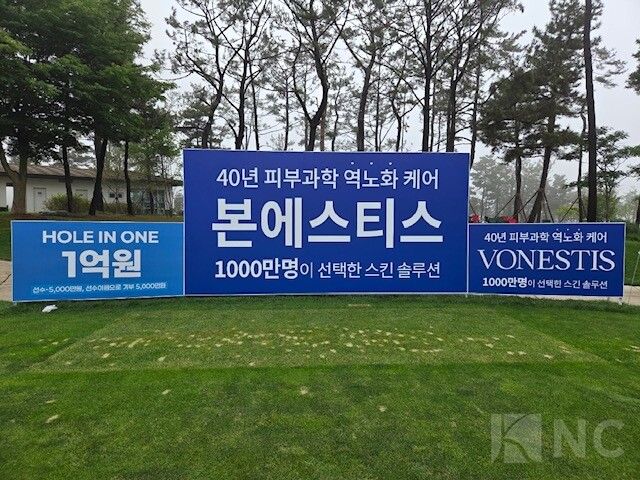 HOLE IN ONE
1억원
선수-5,000만원, 선수이름으로 기부 5,000만원
40년 피부과학 역노화 케어
본에스티스
1000만명이 선택한 스킨 솔루션
40년 피부과학 역노화 케어
VONESTIS
1000만명이 선택한 스킨 솔루션
NC